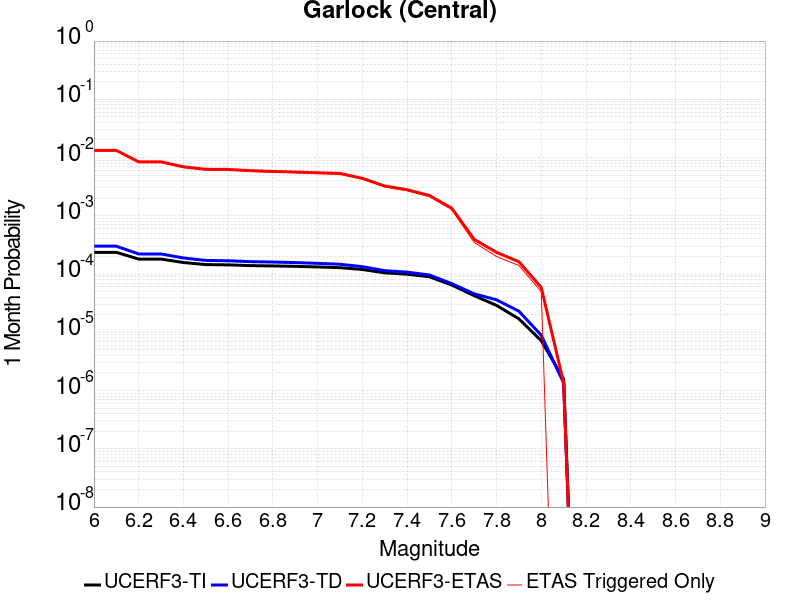 Garlock (Central)
1 Month Probability
10^0
10^-1
10^-2
10^-3
10^-4
10^-5
10^-6
10^-7
10^-8
6 6.2 6.4 6.6 6.8 7 7.2 7.4 7.6 7.8 8 8.2 8.4 8.6 8.8 9
Magnitude
UCERF3-TI UCERF3-TD UCERF3-ETAS ETAS Triggered Only